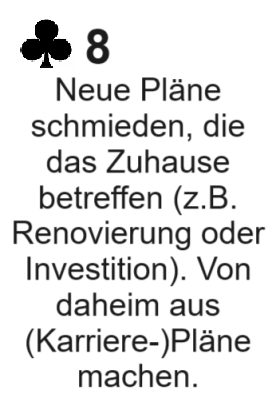 ♣ 8
Neue Pläne
schmieden, die
das Zuhause
betreffen (z.B.
Renovierung oder
Investition). Von
daheim aus
(Karriere-)Pläne
machen.